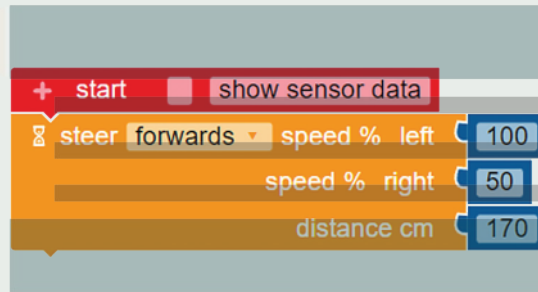 + start show sensor data
steer forwards speed % left 100
speed % right 50
distance cm 170